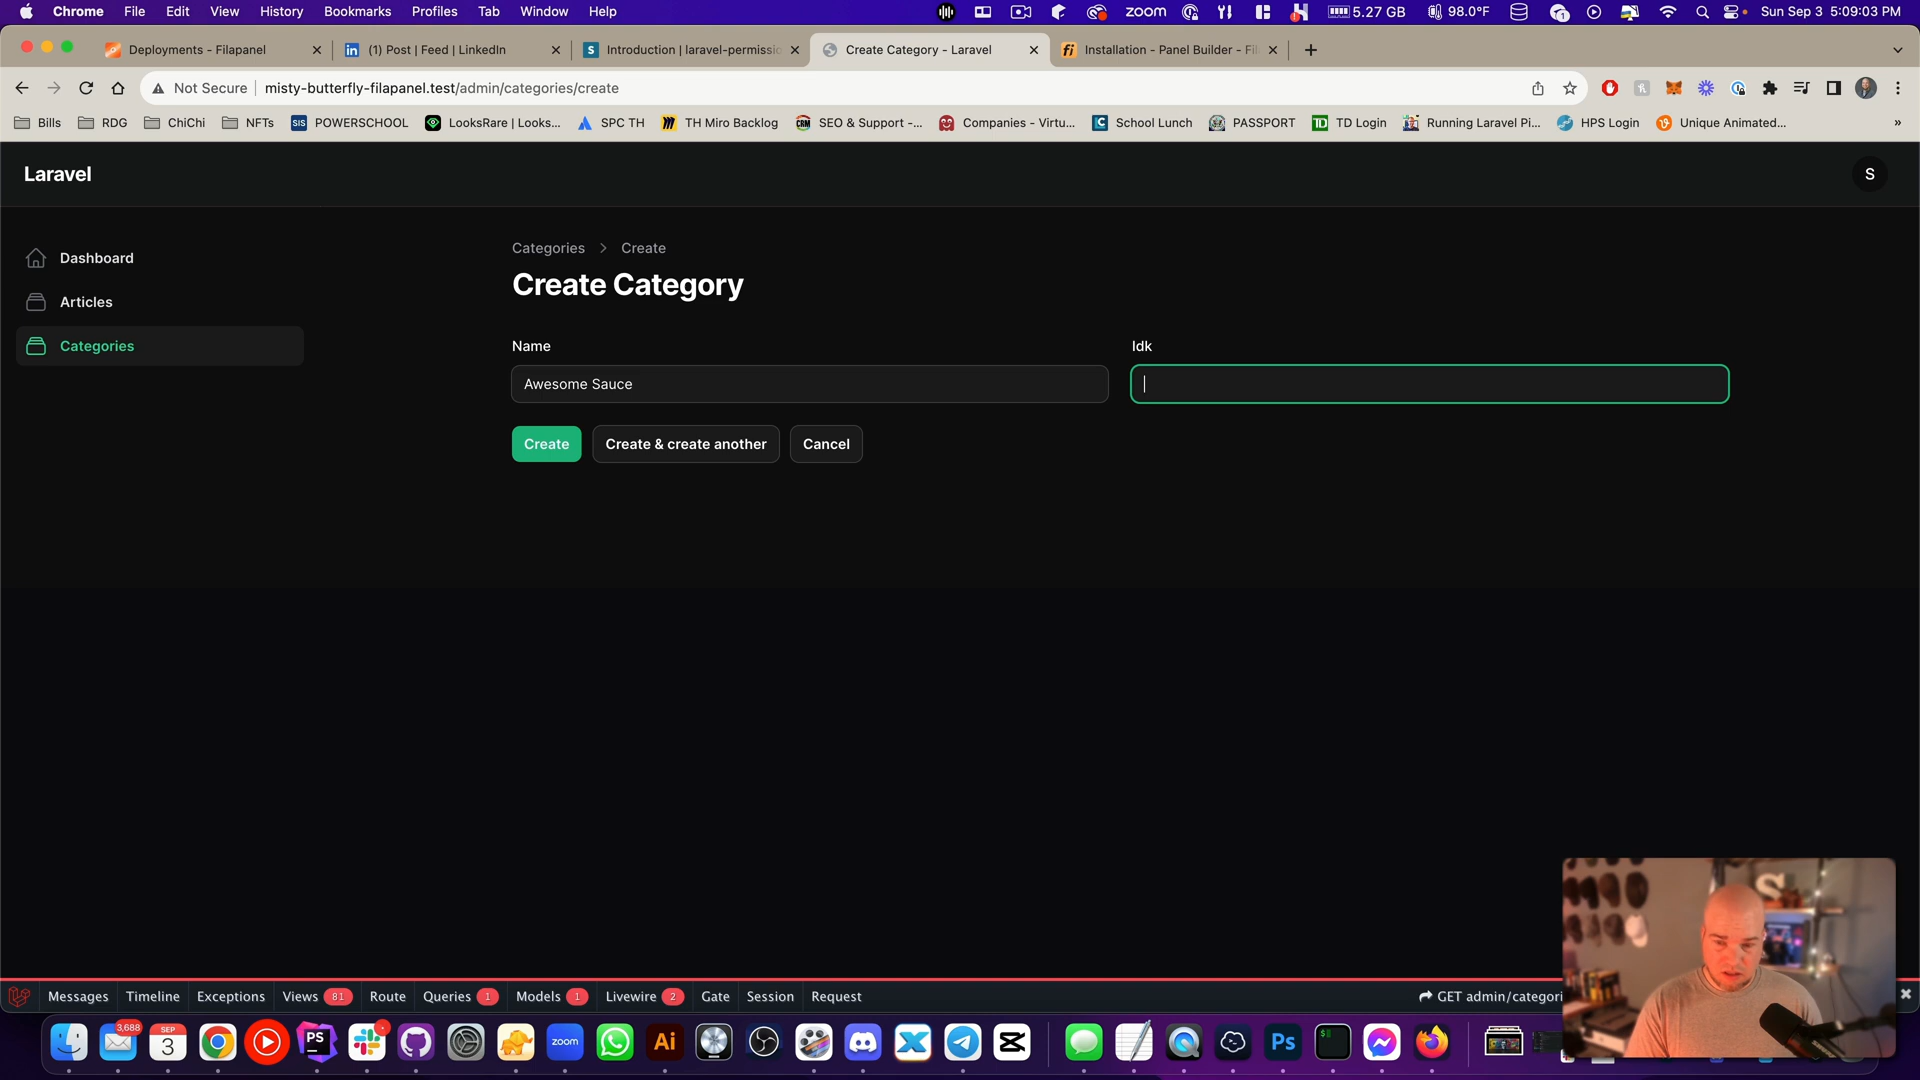 Chrome File Edit View History Bookmarks Profiles Tab Window Help zoom 5.27 GB 98.0°F Sun Sep 3 5:09:03 PM
Deployments - Filapanel
(1) Post | Feed | LinkedIn
Introduction | laravel-permissio
Create Category - Laravel
Installation - Panel Builder - Fil
Not Secure misty-butterfly-filapanel.test/admin/categories/create
Bills RDG ChiChi NFTs POWERSCHOOL LooksRare | Looks... SPC TH TH Miro Backlog SEO & Support -... Companies - Virtu... School Lunch PASSPORT TD Login Running Laravel Pi... HPS Login Unique Animated... »
Laravel
S
Dashboard
Articles
Categories
Categories > Create
Create Category
Name
Idk
Awesome Sauce
Create
Create & create another
Cancel
Messages Timeline Exceptions Views 81 Route Queries 1 Models 1 Livewire 2 Gate Session Request GET admin/categori
3,688
SEP
3
PS
zoom
Ai
Ps